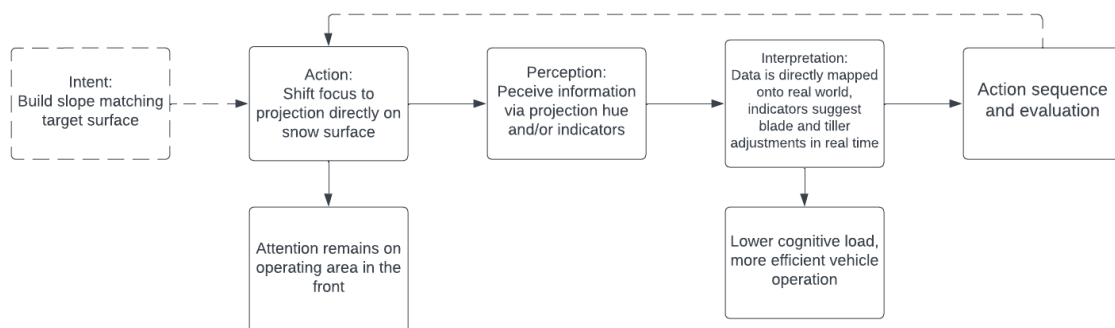 Intent:
Build slope matching
target surface
Action:
Shift focus to
projection directly on
snow surface
Perception:
Peceive information
via projection hue
and/or indicators
Interpretation:
Data is directly mapped
onto real world,
indicators suggest
blade and tiller
adjustments in real time
Action sequence
and evaluation
Attention remains on
operating area in the
front
Lower cognitive load,
more efficient vehicle
operation